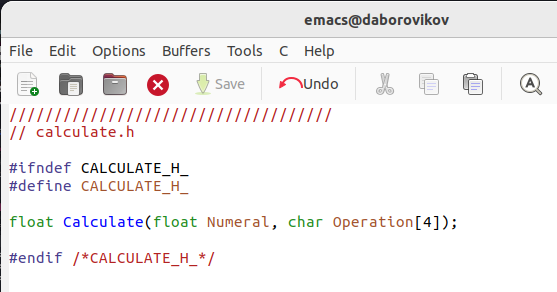 emacs@daborovikov
File Edit Options Buffers Tools C Help
Save Undo
////////////////////////////////////
// calculate.h
#ifndef CALCULATE_H_
#define CALCULATE_H_
float Calculate(float Numeral, char Operation[4]);
#endif /*CALCULATE_H_*/